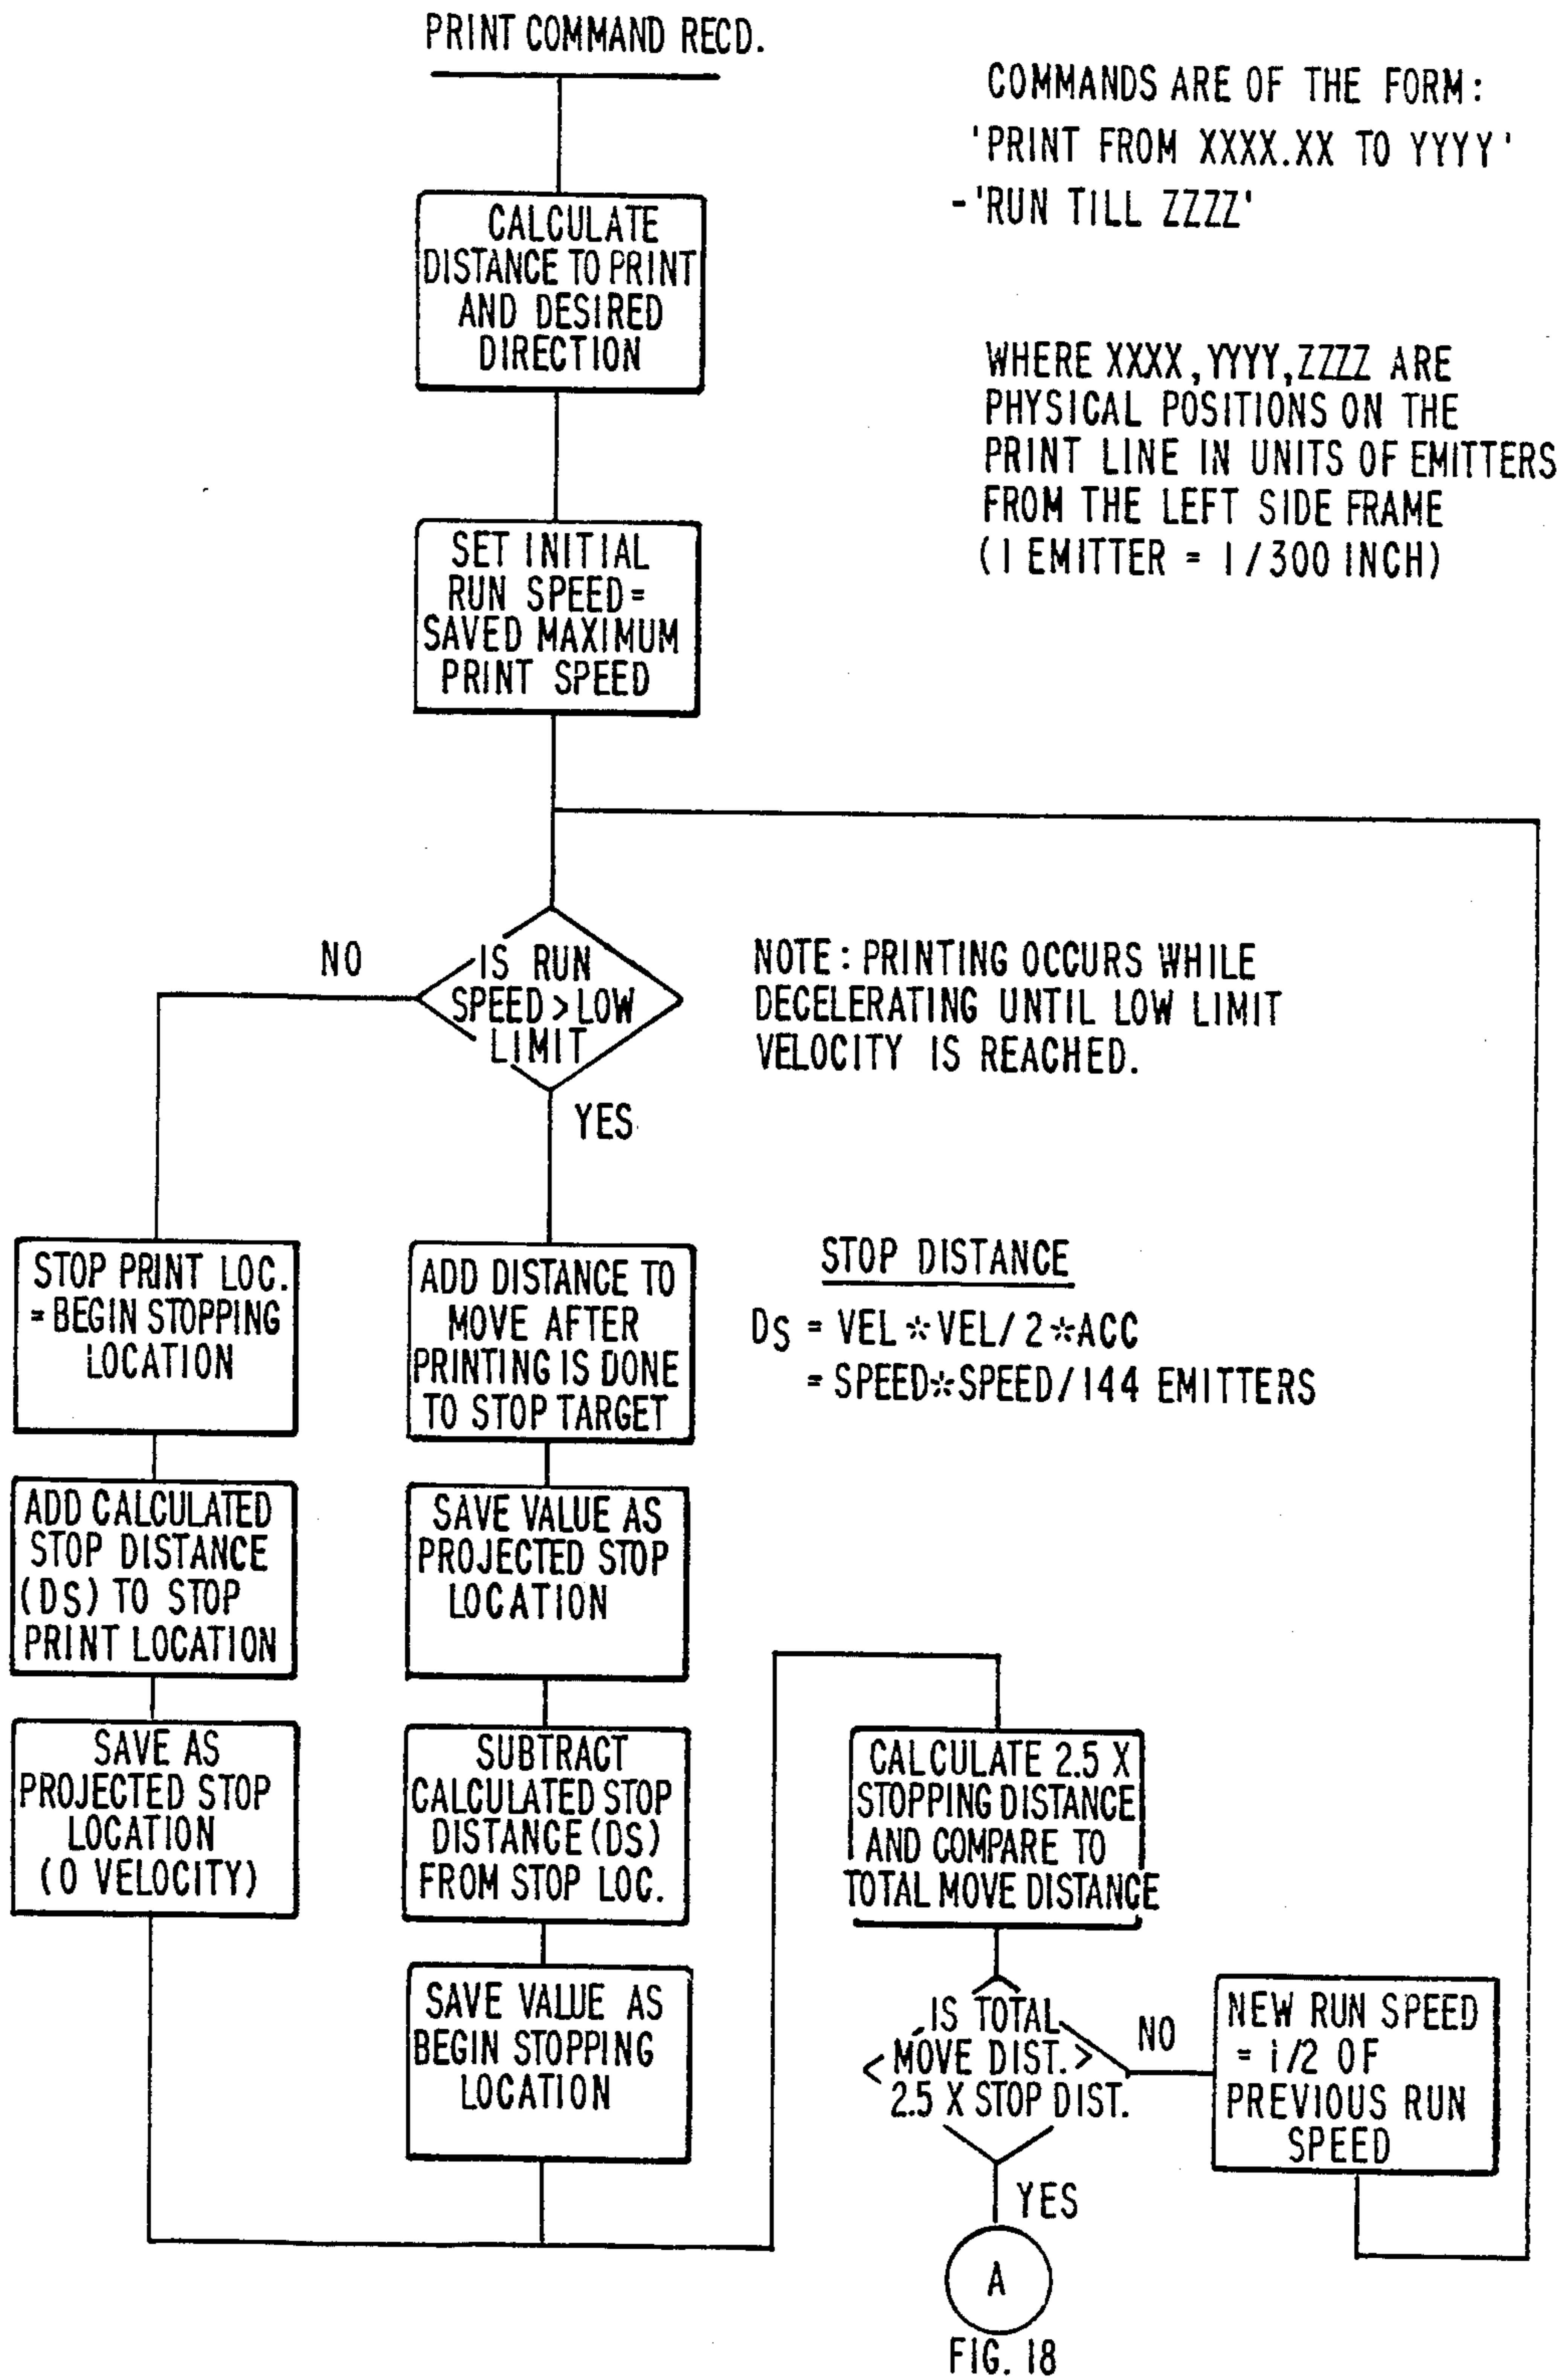 PRINT COMMAND RECD.
COMMANDS ARE OF THE FORM:
'PRINT FROM XXXX.XX TO YYYY'
-'RUN TILL ZZZZ'
CALCULATE
DISTANCE TO PRINT
AND DESIRED
DIRECTION
WHERE XXXX,YYYY,ZZZZ ARE
PHYSICAL POSITIONS ON THE
PRINT LINE IN UNITS OF EMITTERS
FROM THE LEFT SIDE FRAME
(1 EMITTER = 1/300 INCH)
SET INITIAL
RUN SPEED=
SAVED MAXIMUM
PRINT SPEED
NO
IS RUN
SPEED>LOW
LIMIT
YES
NOTE: PRINTING OCCURS WHILE
DECELERATING UNTIL LOW LIMIT
VELOCITY IS REACHED.
STOP PRINT LOC.
=BEGIN STOPPING
LOCATION
ADD DISTANCE TO
MOVE AFTER
PRINTING IS DONE
TO STOP TARGET
STOP DISTANCE
DS = VEL*VEL/2*ACC
= SPEED*SPEED/144 EMITTERS
ADD CALCULATED
STOP DISTANCE
(DS) TO STOP
PRINT LOCATION
SAVE VALUE AS
PROJECTED STOP
LOCATION
SAVE AS
PROJECTED STOP
LOCATION
(0 VELOCITY)
SUBTRACT
CALCULATED STOP
DISTANCE(DS)
FROM STOP LOC.
CALCULATE 2.5 X
STOPPING DISTANCE
AND COMPARE TO
TOTAL MOVE DISTANCE
SAVE VALUE AS
BEGIN STOPPING
LOCATION
IS TOTAL
MOVE DIST.>
2.5 X STOP DIST.
NO
NEW RUN SPEED
= 1/2 OF
PREVIOUS RUN
SPEED
YES
A
FIG. 18